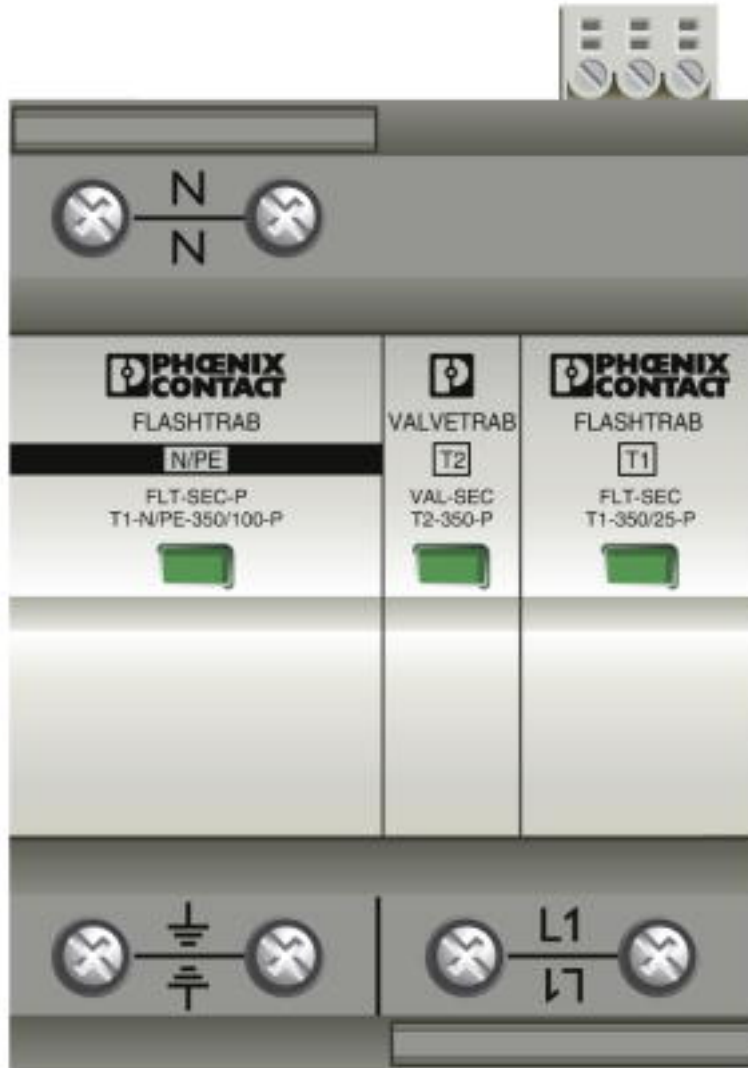 N
N
PHŒNIX
CONTACT
FLASHTRAB
N/PE
FLT-SEC-P
T1-N/PE-350/100-P
VALVETRAB
T2
VAL-SEC
T2-350-P
PHŒNIX
CONTACT
FLASHTRAB
T1
FLT-SEC
T1-350/25-P
L1
L1